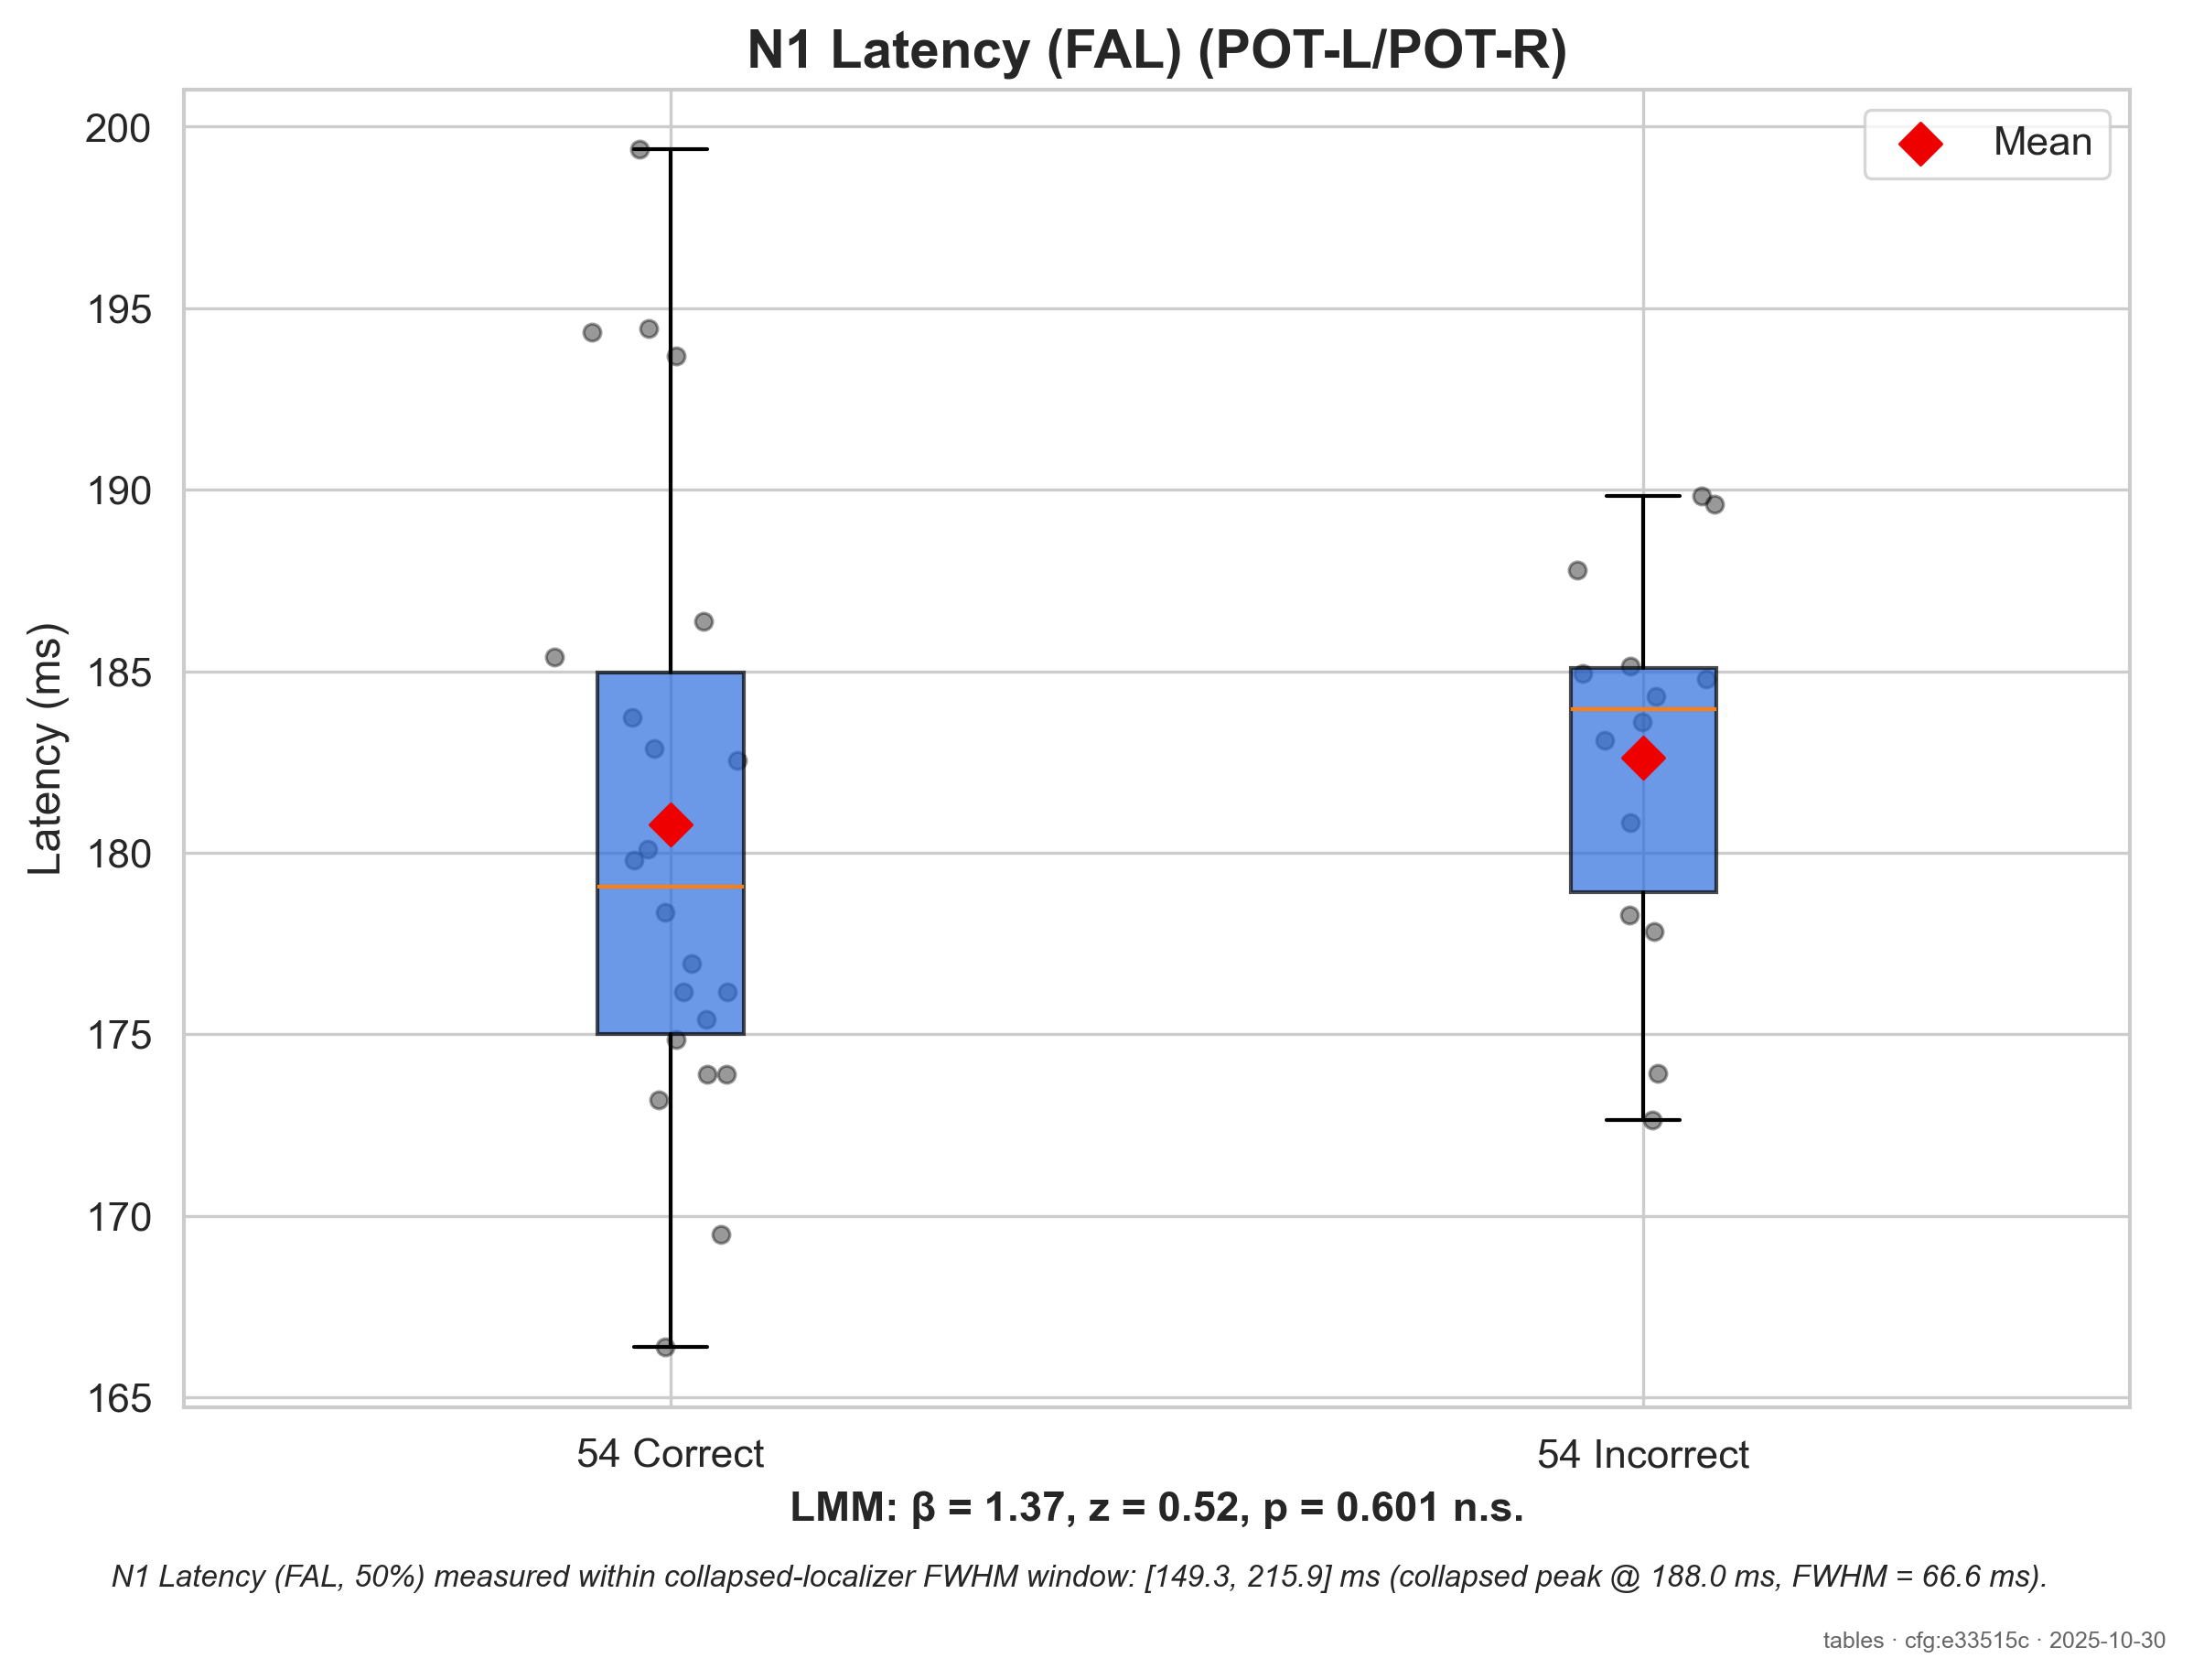 N1 Latency (FAL) (POT-L/POT-R)
Mean
Latency (ms)
200
195
190
185
180
175
170
165
54 Correct
54 Incorrect
LMM: β = 1.37, z = 0.52, p = 0.601 n.s.
N1 Latency (FAL, 50%) measured within collapsed-localizer FWHM window: [149.3, 215.9] ms (collapsed peak @ 188.0 ms, FWHM = 66.6 ms).
tables · cfg:e33515c · 2025-10-30